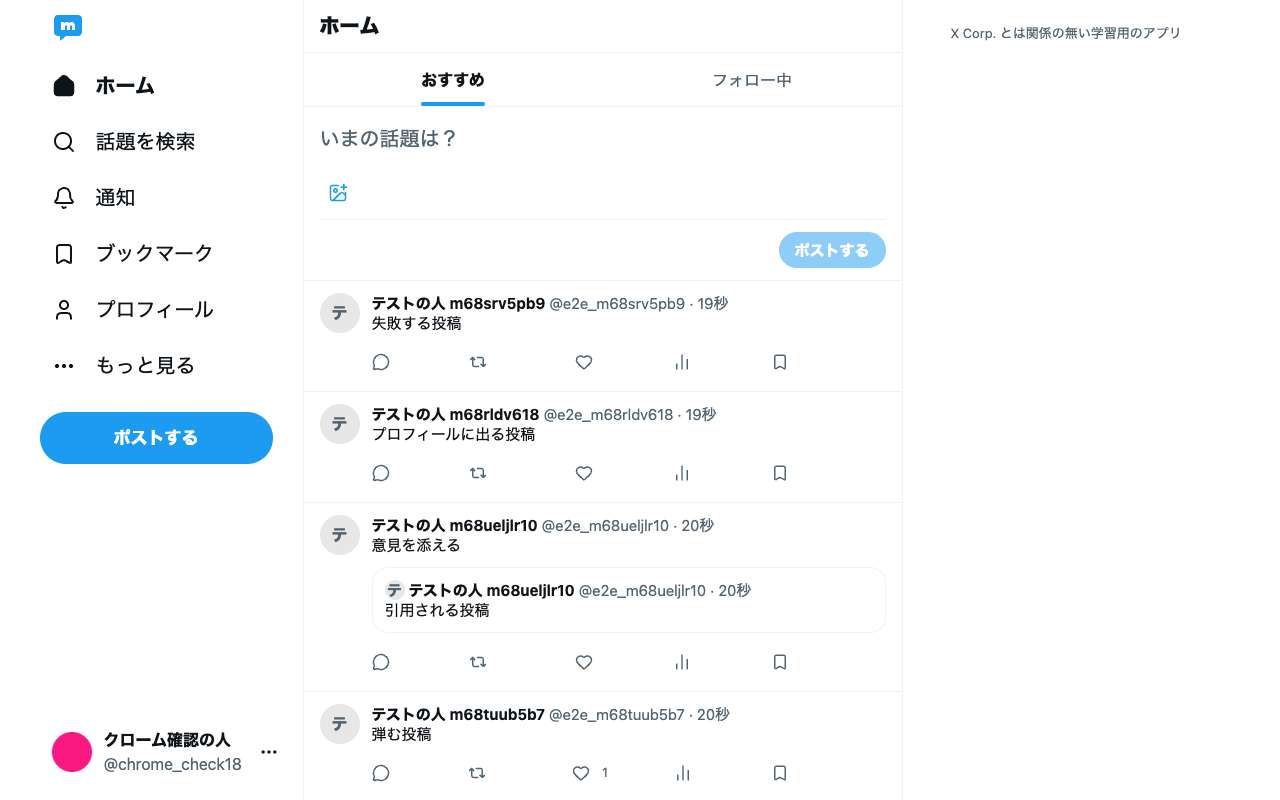 m
ホーム
話題を検索
通知
ブックマーク
プロフィール
もっと見る
ポストする
クローム確認の人
@chrome_check18
ホーム
おすすめ
フォロー中
いまの話題は？
ポストする
テ
テストの人 m68srv5pb9 @e2e_m68srv5pb9 · 19秒
失敗する投稿
テ
テストの人 m68rldv618 @e2e_m68rldv618 · 19秒
プロフィールに出る投稿
テ
テストの人 m68ueljlr10 @e2e_m68ueljlr10 · 20秒
意見を添える
テ テストの人 m68ueljlr10 @e2e_m68ueljlr10 · 20秒
引用される投稿
テ
テストの人 m68tuub5b7 @e2e_m68tuub5b7 · 20秒
弾む投稿
1
X Corp. とは関係の無い学習用のアプリ